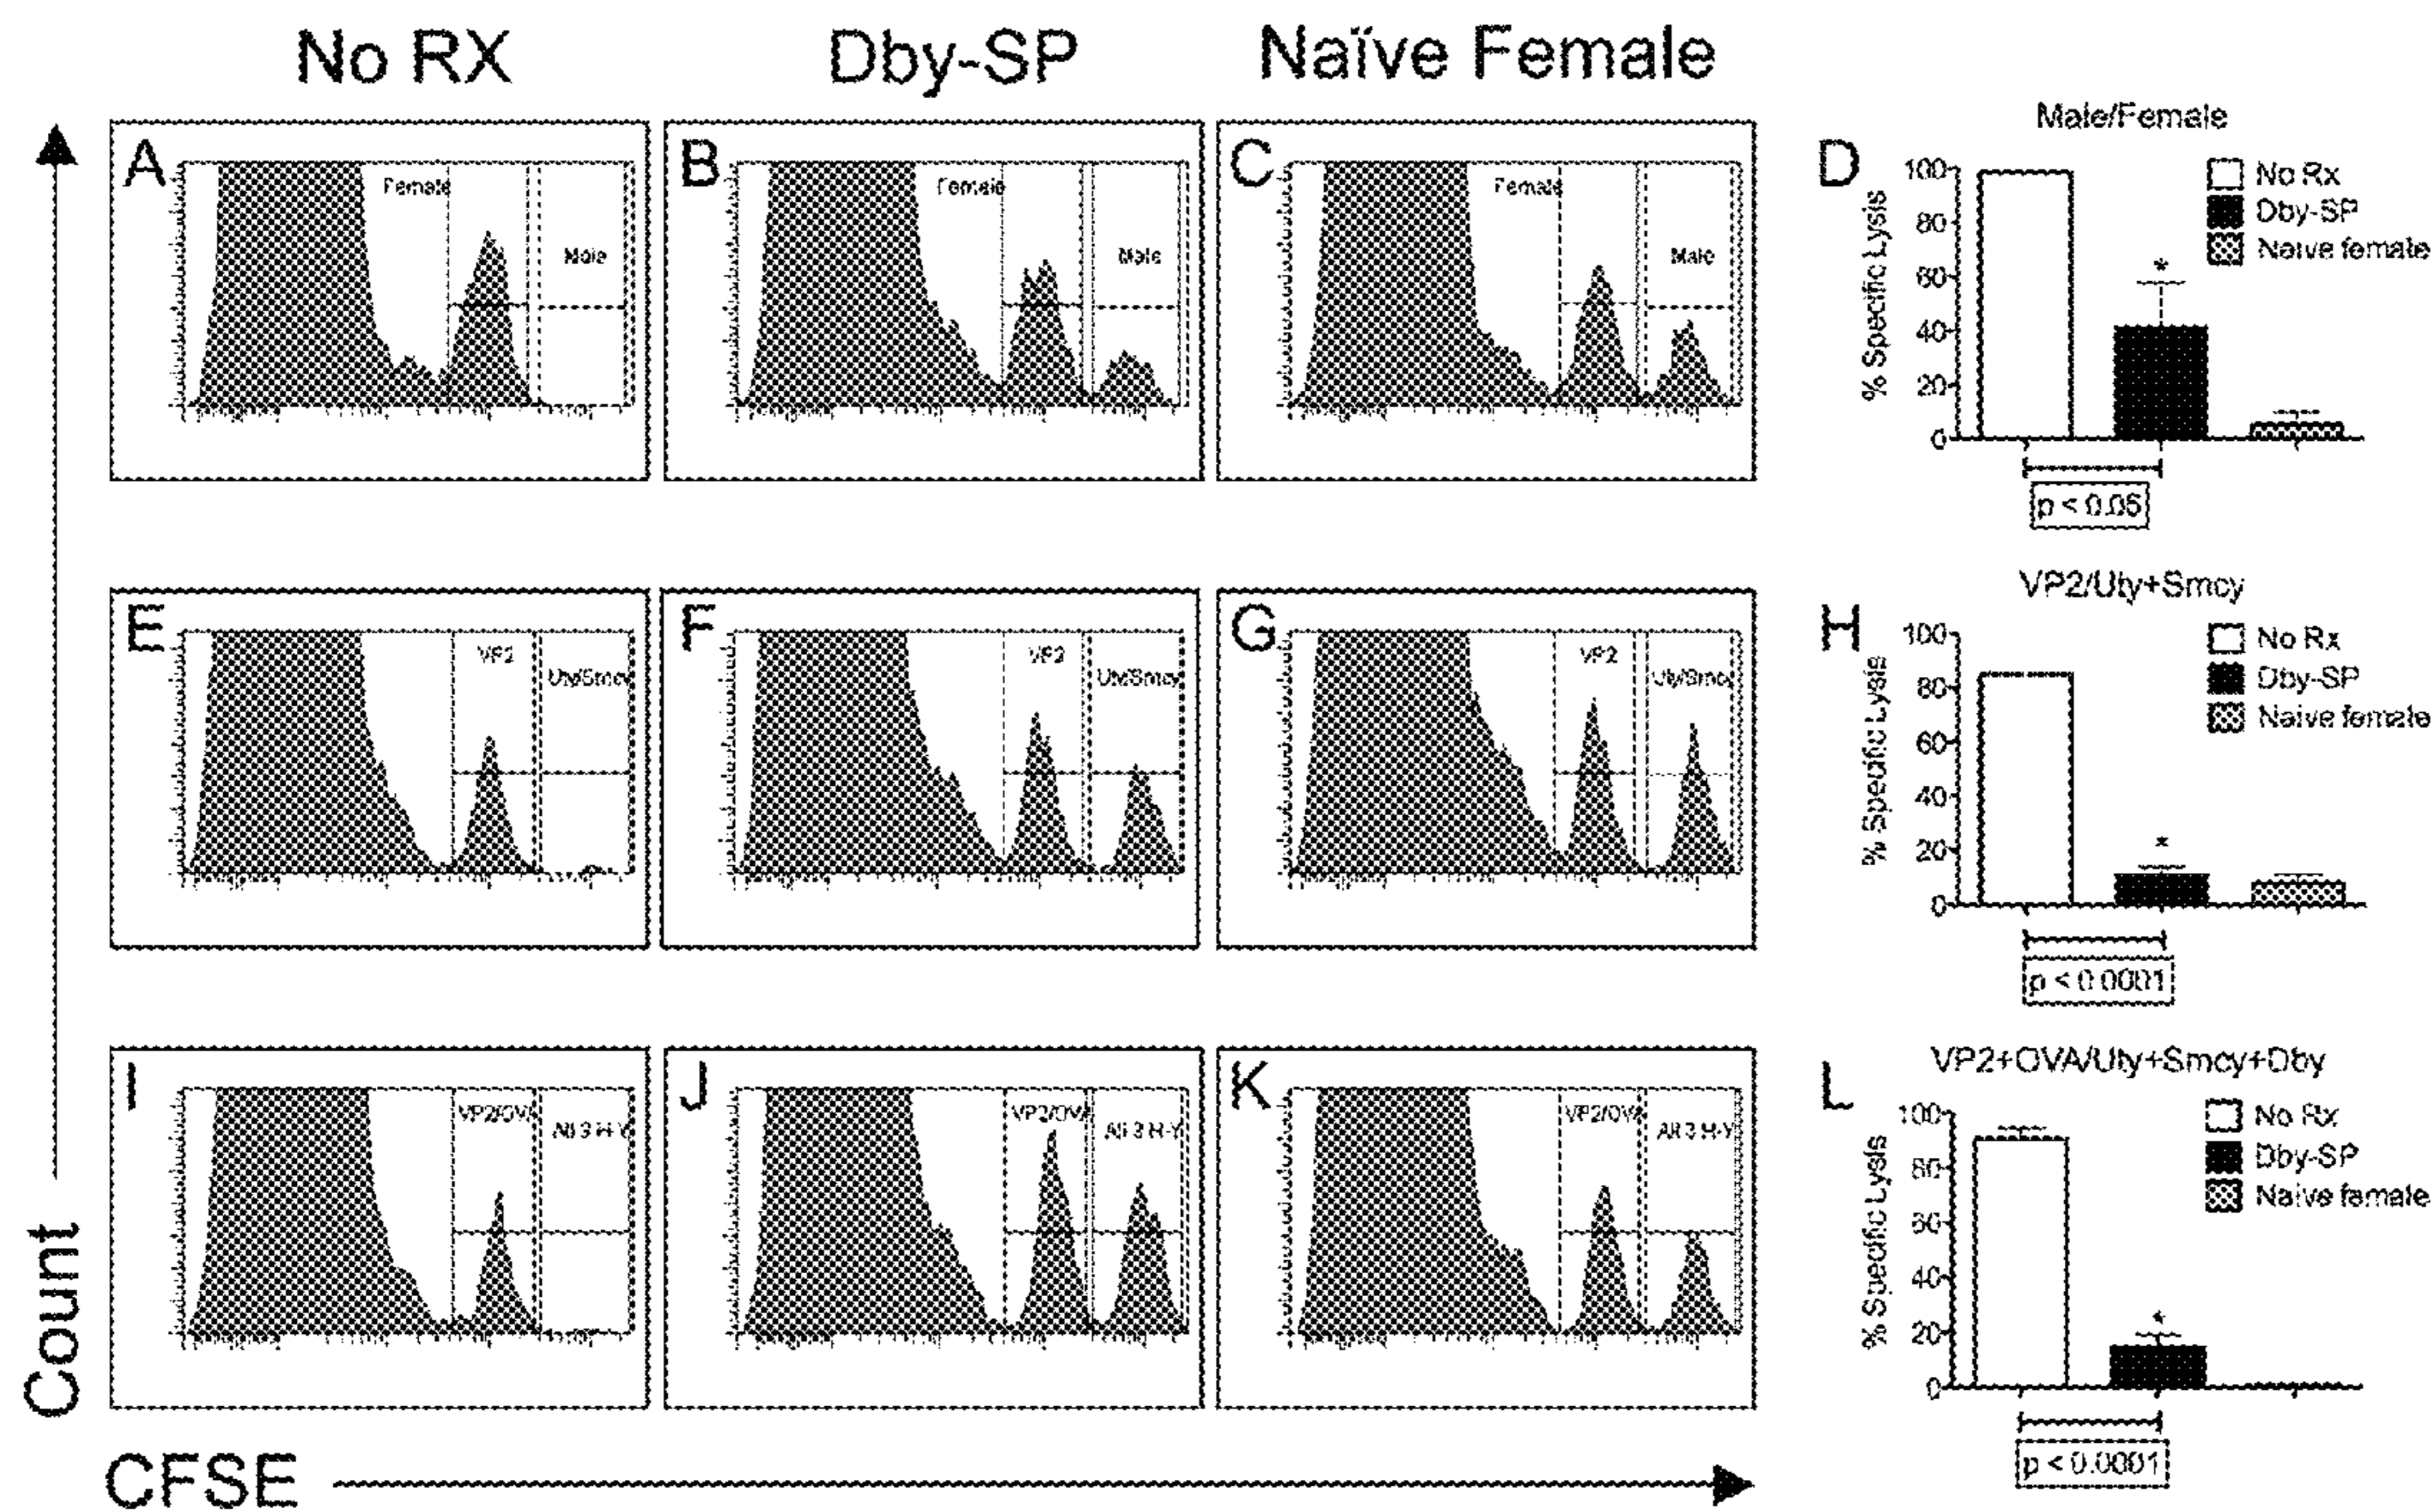 No RX
Dby-SP
Naïve Female
A
Female
Male
B
Female
Male
C
Female
Male
D
Male/Female
% Specific Lysis
100
80
60
40
20
0
No Rx
Dby-SP
Naive female
*
p < 0.05
E
VP2
Uty/Smcy
F
VP2
Uty/Smcy
G
VP2
Uty/Smcy
H
VP2/Uty+Smcy
% Specific Lysis
100
80
60
40
20
0
No Rx
Dby-SP
Naive female
*
p < 0.0001
I
VP2/OVA
All 3 H-Y
J
VP2/OVA
All 3 H-Y
K
VP2/OVA
All 3 H-Y
L
VP2+OVA/Uty+Smcy+Dby
% Specific Lysis
100
80
60
40
20
0
No Rx
Dby-SP
Naive female
*
p < 0.0001
Count
CFSE